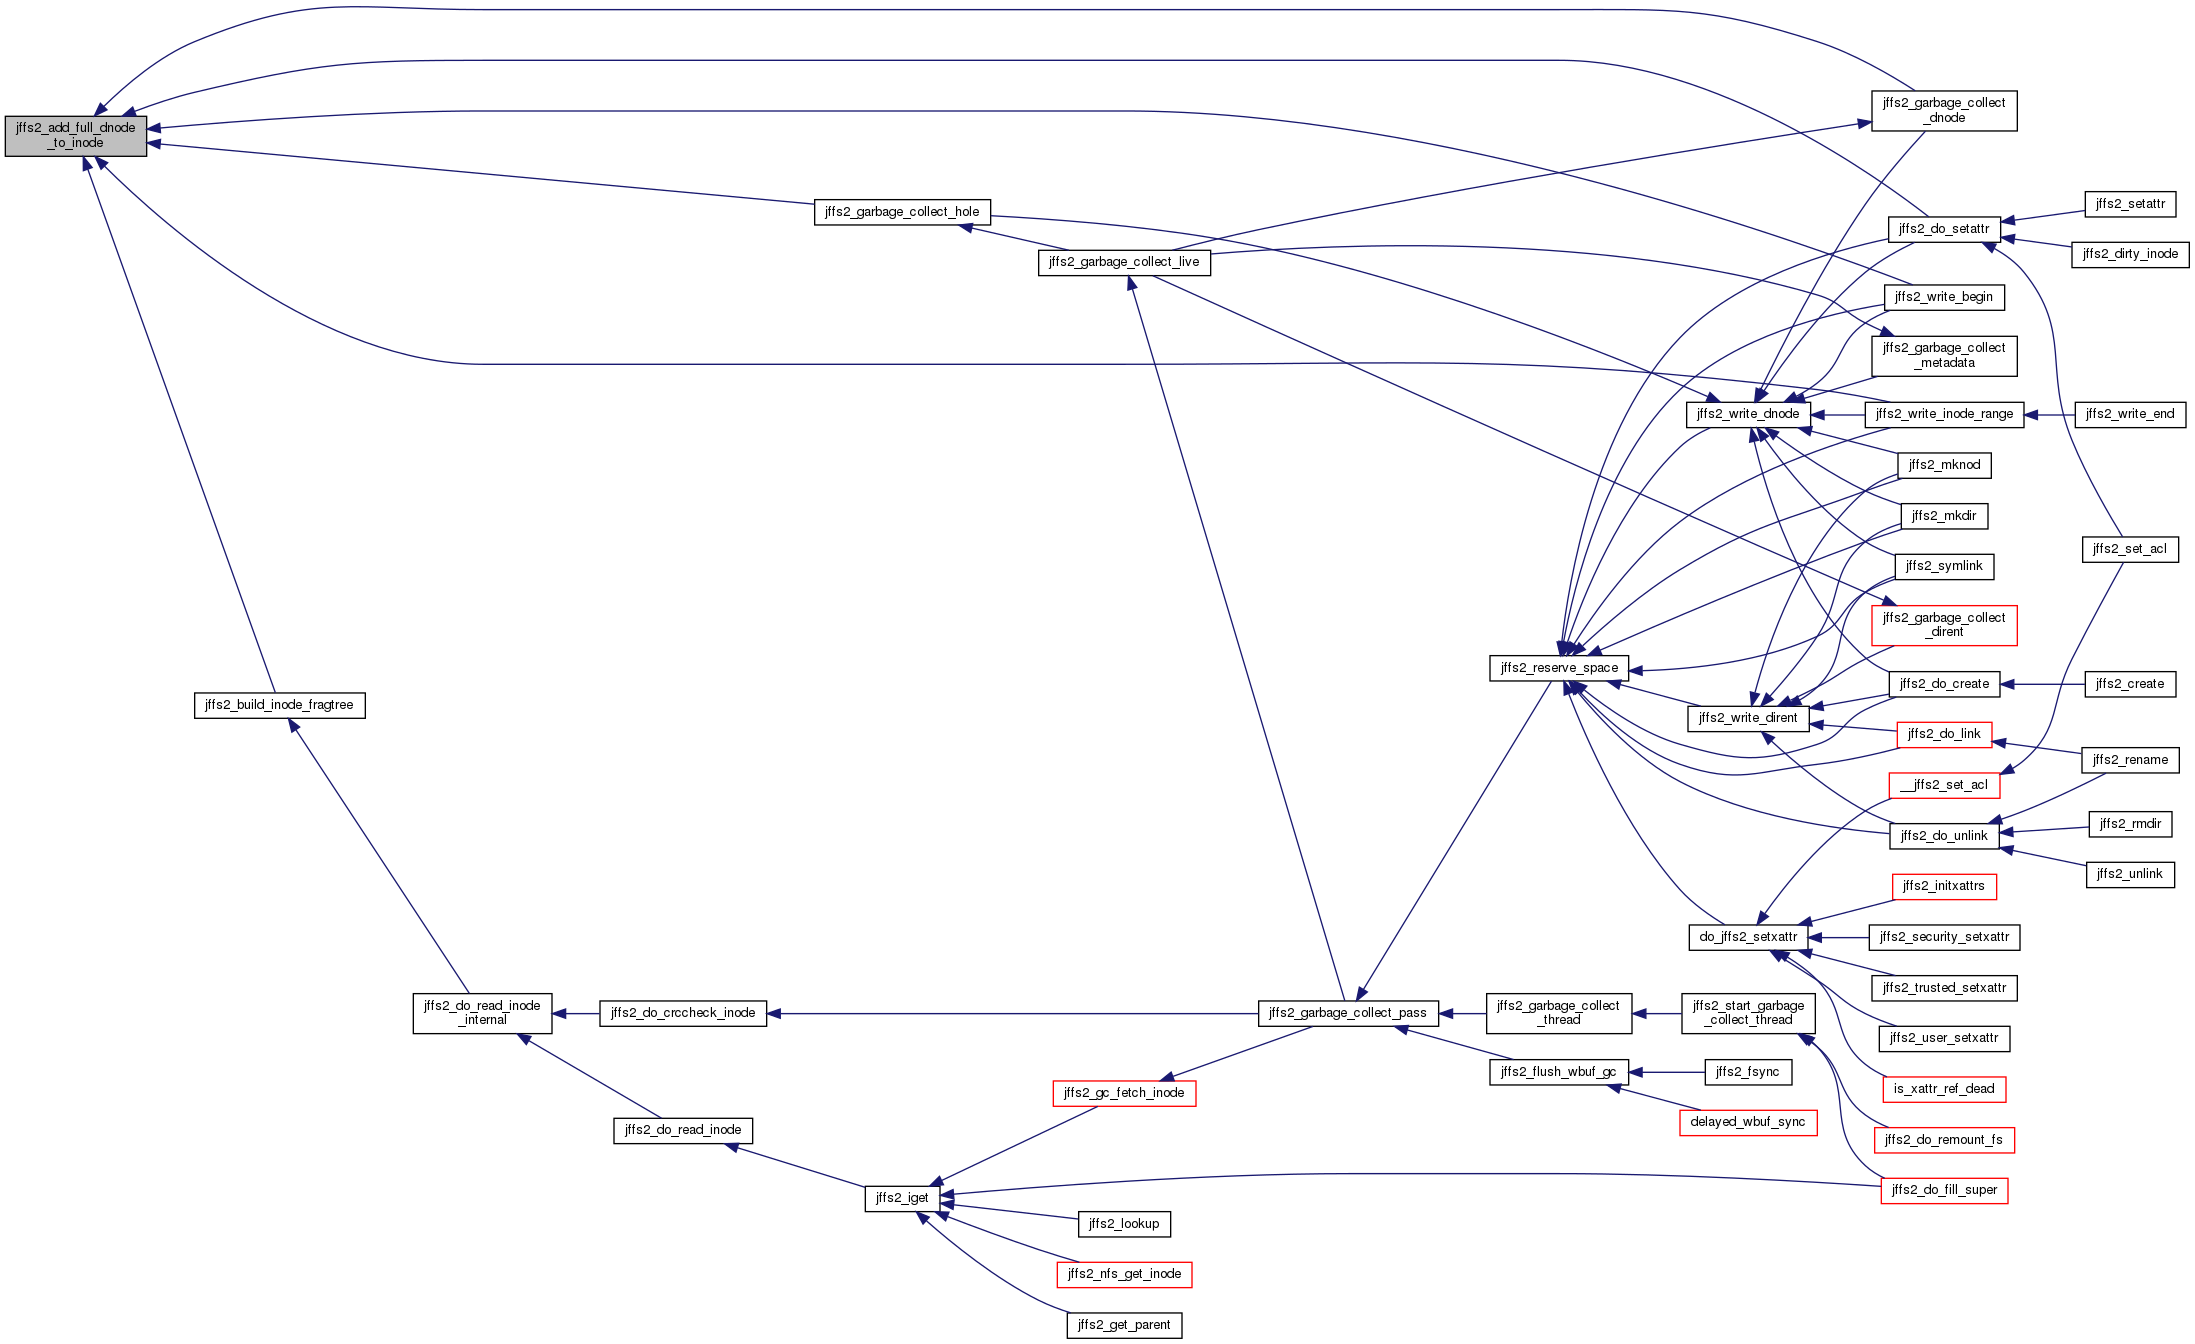 jffs2_add_full_dnode
_to_inode
jffs2_build_inode_fragtree
jffs2_do_read_inode
_internal
jffs2_do_crccheck_inode
jffs2_do_read_inode
jffs2_garbage_collect_hole
jffs2_iget
jffs2_garbage_collect_live
jffs2_gc_fetch_inode
jffs2_lookup
jffs2_nfs_get_inode
jffs2_get_parent
jffs2_garbage_collect_pass
jffs2_reserve_space
jffs2_garbage_collect
_thread
jffs2_flush_wbuf_gc
jffs2_write_dnode
jffs2_write_dirent
do_jffs2_setxattr
jffs2_start_garbage
_collect_thread
jffs2_fsync
delayed_wbuf_sync
jffs2_garbage_collect
_dnode
jffs2_do_setattr
jffs2_write_begin
jffs2_garbage_collect
_metadata
jffs2_write_inode_range
jffs2_mknod
jffs2_mkdir
jffs2_symlink
jffs2_garbage_collect
_dirent
jffs2_do_create
jffs2_do_link
__jffs2_set_acl
jffs2_do_unlink
jffs2_initxattrs
jffs2_security_setxattr
jffs2_trusted_setxattr
jffs2_user_setxattr
is_xattr_ref_dead
jffs2_do_remount_fs
jffs2_do_fill_super
jffs2_setattr
jffs2_dirty_inode
jffs2_write_end
jffs2_set_acl
jffs2_create
jffs2_rename
jffs2_rmdir
jffs2_unlink